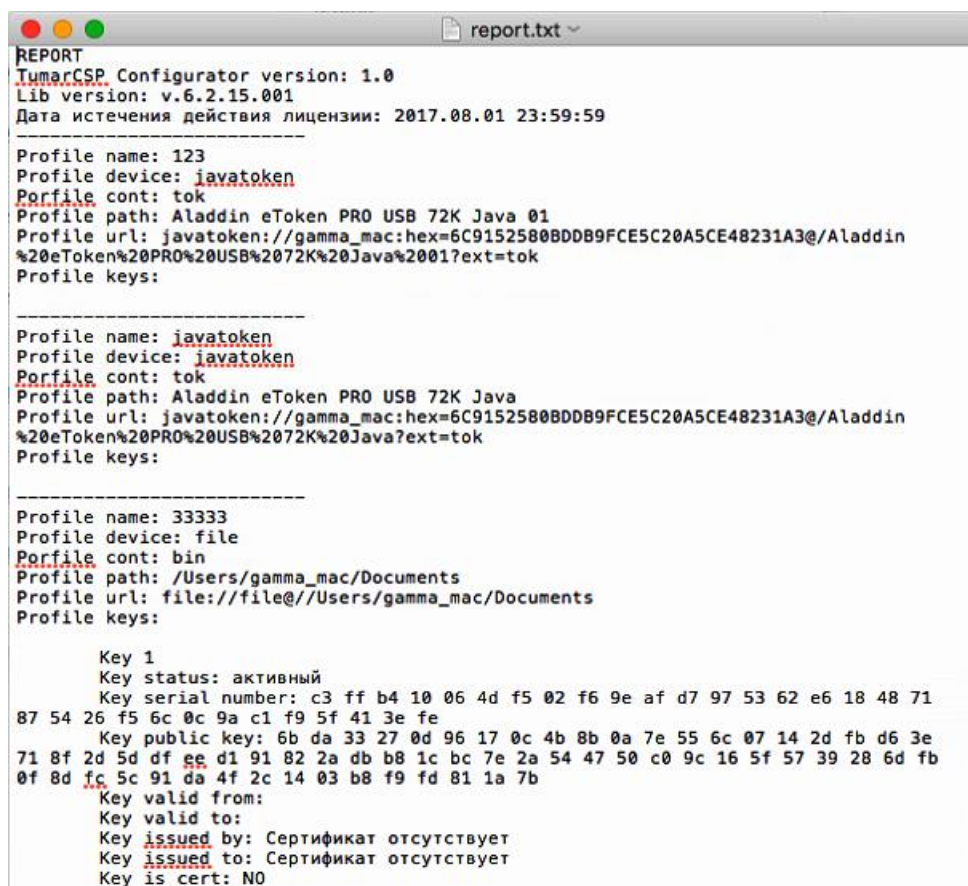 report.txt
REPORT
TumarCSP Configurator version: 1.0
Lib version: v.6.2.15.001
Дата истечения действия лицензии: 2017.08.01 23:59:59
---------------------------
Profile name: 123
Profile device: javatoken
Porfile cont: tok
Profile path: Aladdin eToken PRO USB 72K Java 01
Profile url: javatoken://gamma_mac:hex=6C9152580BDDB9FCE5C20A5CE48231A3@/Aladdin
%20eToken%20PRO%20USB%2072K%20Java%2001?ext=tok
Profile keys:
---------------------------
Profile name: javatoken
Profile device: javatoken
Porfile cont: tok
Profile path: Aladdin eToken PRO USB 72K Java
Profile url: javatoken://gamma_mac:hex=6C9152580BDDB9FCE5C20A5CE48231A3@/Aladdin
%20eToken%20PRO%20USB%2072K%20Java?ext=tok
Profile keys:
---------------------------
Profile name: 33333
Profile device: file
Porfile cont: bin
Profile path: /Users/gamma_mac/Documents
Profile url: file://file@//Users/gamma_mac/Documents
Profile keys:
Key 1
Key status: активный
Key serial number: c3 ff b4 10 06 4d f5 02 f6 9e af d7 97 53 62 e6 18 48 71
87 54 26 f5 6c 0c 9a c1 f9 5f 41 3e fe
Key public key: 6b da 33 27 0d 96 17 0c 4b 8b 0a 7e 55 6c 07 14 2d fb d6 3e
71 8f 2d 5d df ee d1 91 82 2a db b8 1c bc 7e 2a 54 47 50 c0 9c 16 5f 57 39 28 6d fb
0f 8d fc 5c 91 da 4f 2c 14 03 b8 f9 fd 81 1a 7b
Key valid from:
Key valid to:
Key issued by: Сертификат отсутствует
Key issued to: Сертификат отсутствует
Key is cert: NO